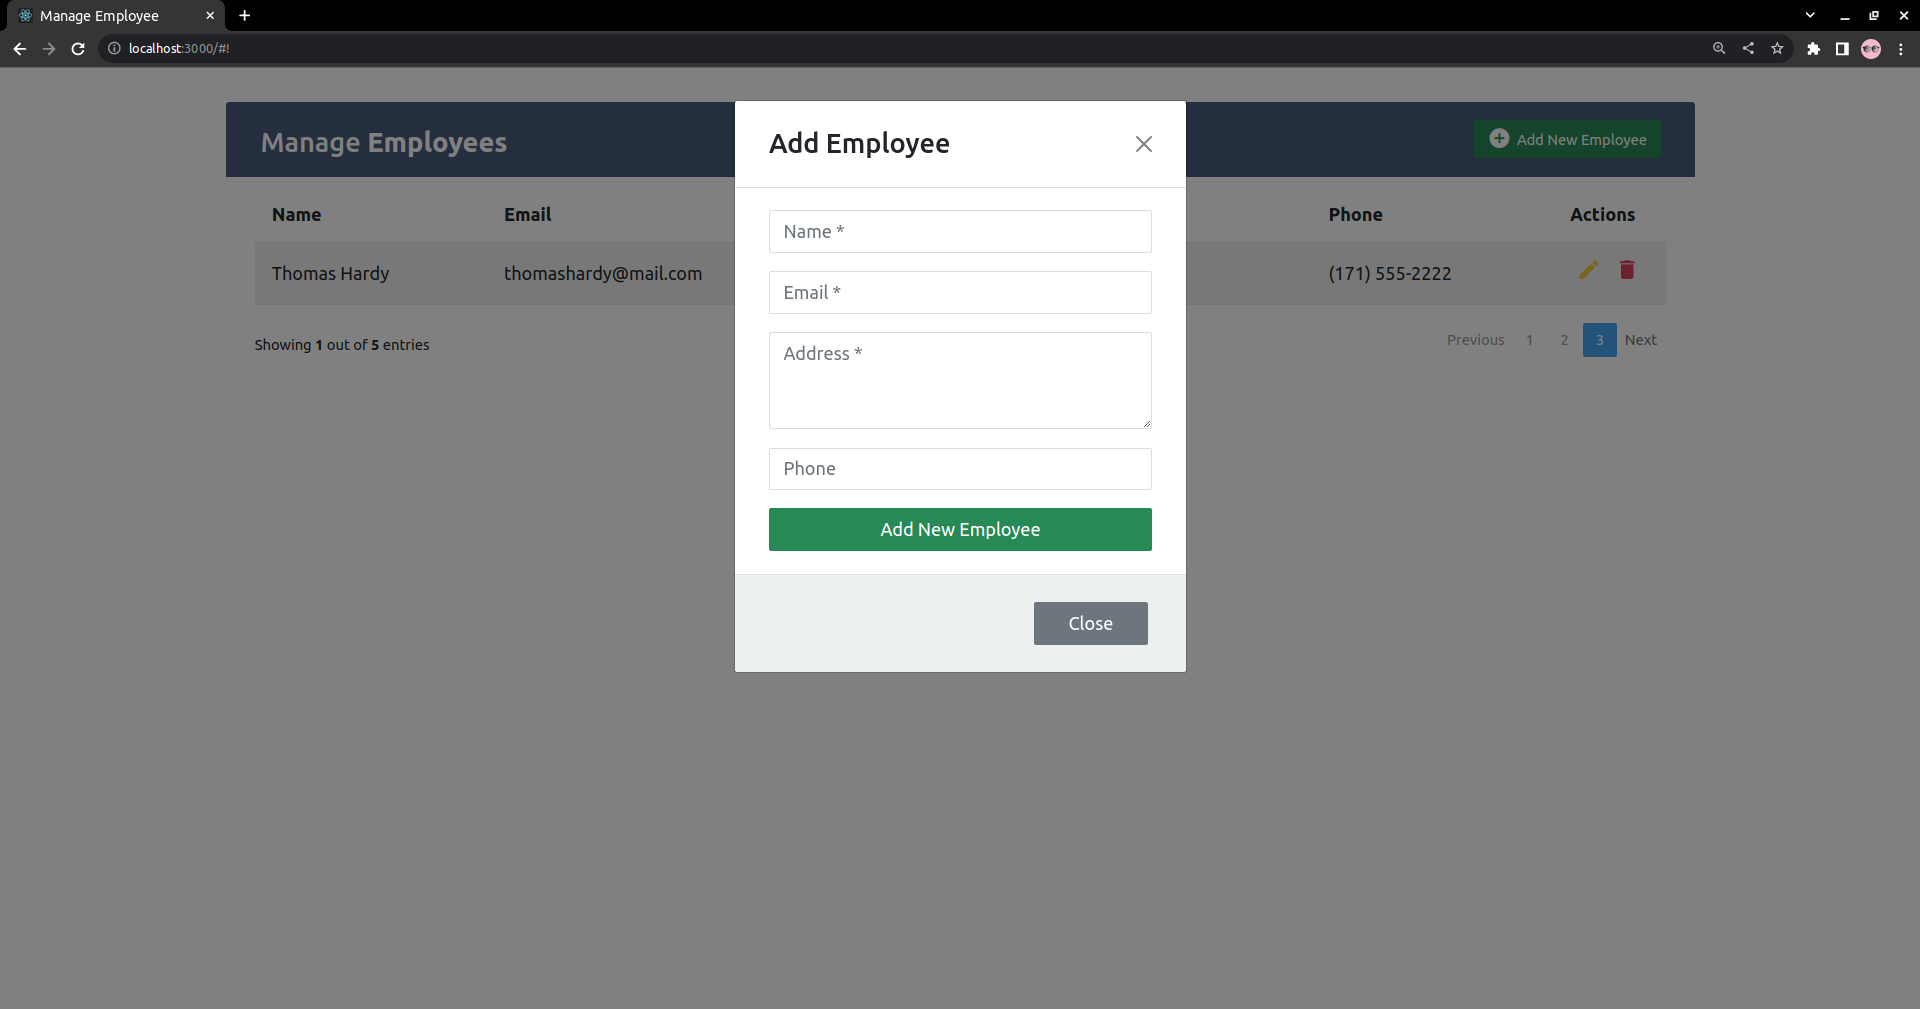 Manage Employee
localhost:3000/#!
Manage Employees
Add New Employee
Add Employee
Name Email Phone Actions
Thomas Hardy thomashardy@mail.com (171) 555-2222
Showing 1 out of 5 entries
Previous 1 2 3 Next
Name *
Email *
Address *
Phone
Add New Employee
Close